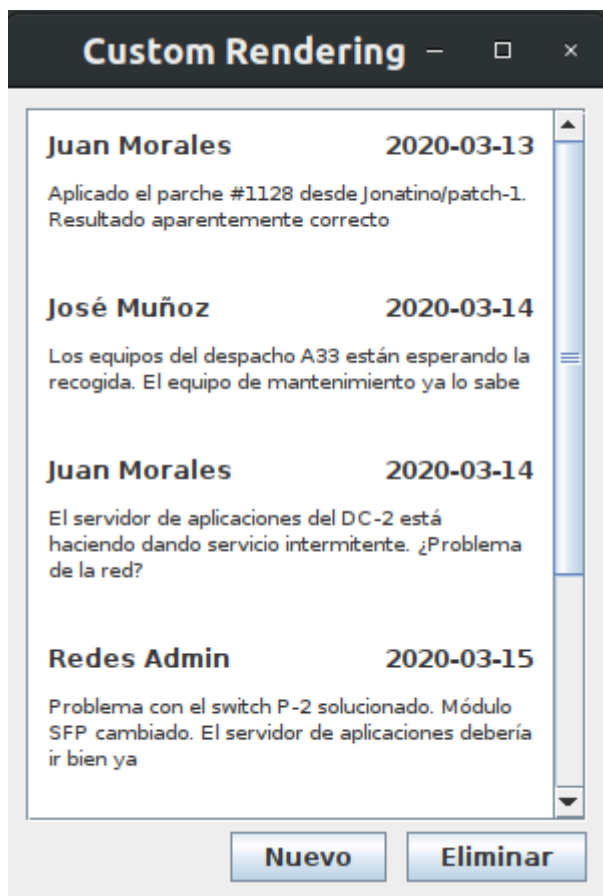 Custom Rendering
Juan Morales 2020-03-13
Aplicado el parche #1128 desde Jonatino/patch-1.
Resultado aparentemente correcto
José Muñoz 2020-03-14
Los equipos del despacho A33 están esperando la
recogida. El equipo de mantenimiento ya lo sabe
Juan Morales 2020-03-14
El servidor de aplicaciones del DC-2 está
haciendo dando servicio intermitente. ¿Problema
de la red?
Redes Admin 2020-03-15
Problema con el switch P-2 solucionado. Módulo
SFP cambiado. El servidor de aplicaciones debería
ir bien ya
Nuevo Eliminar